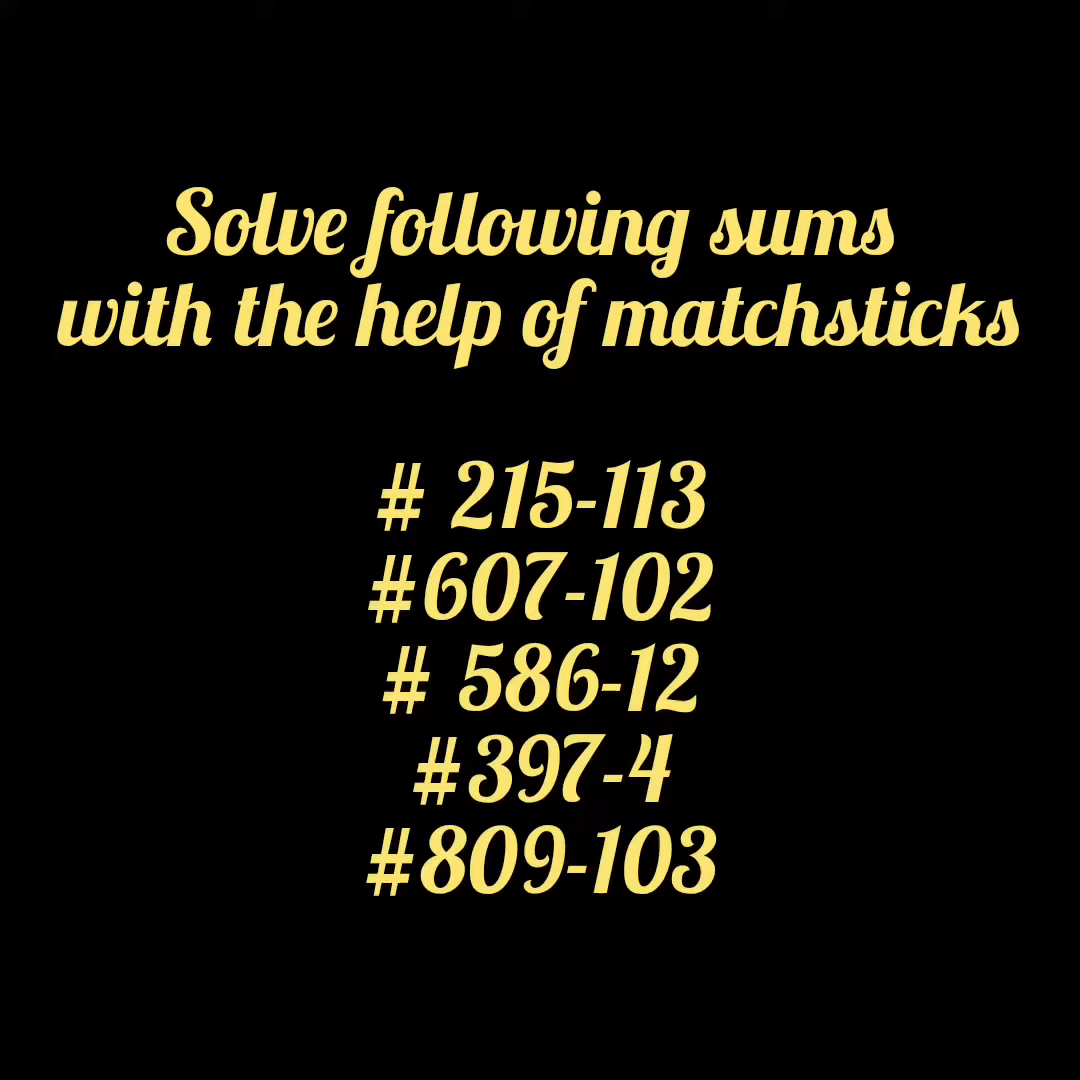 Solve following sums
with the help of matchsticks
# 215-113
#607-102
# 586-12
#397-4
#809-103